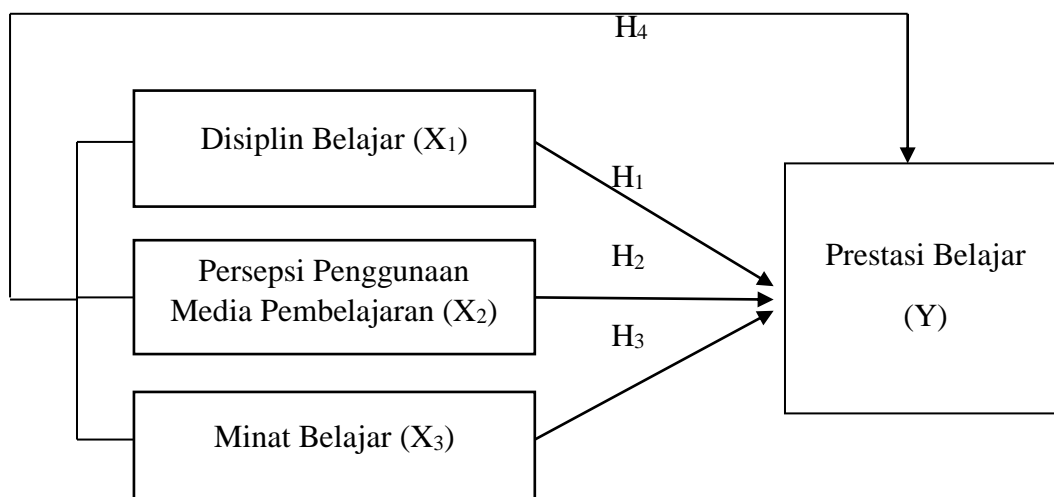 H₄
Disiplin Belajar (X₁)
H₁
Persepsi Penggunaan
Media Pembelajaran (X₂)
H₂
Prestasi Belajar
(Y)
H₃
Minat Belajar (X₃)